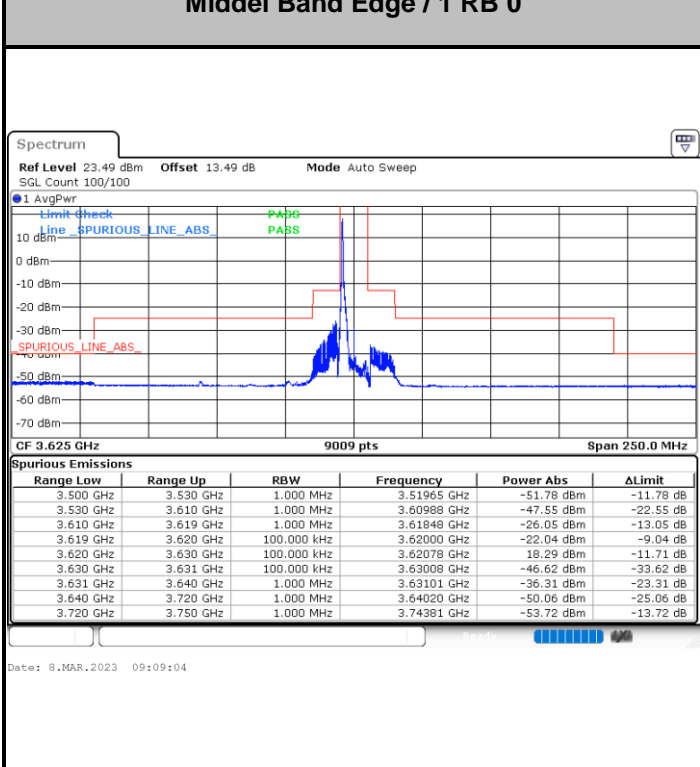 Middel Band Edge / 1 RB 0
Spectrum
Ref Level 23.49 dBm Offset 13.49 dB Mode Auto Sweep
SGL Count 100/100
1 AvgPwr
Limit Check PASS
Line _SPURIOUS_LINE_ABS_ PASS
10 dBm
0 dBm
-10 dBm
-20 dBm
-30 dBm
_SPURIOUS_LINE_ABS_
-40 dBm
-50 dBm
-60 dBm
-70 dBm
CF 3.625 GHz 9009 pts Span 250.0 MHz
Spurious Emissions
Range Low Range Up RBW Frequency Power Abs ΔLimit
3.500 GHz 3.530 GHz 1.000 MHz 3.51965 GHz -51.78 dBm -11.78 dB
3.530 GHz 3.610 GHz 1.000 MHz 3.60988 GHz -47.55 dBm -22.55 dB
3.610 GHz 3.619 GHz 1.000 MHz 3.61848 GHz -26.05 dBm -13.05 dB
3.619 GHz 3.620 GHz 100.000 kHz 3.62000 GHz -22.04 dBm -9.04 dB
3.620 GHz 3.630 GHz 100.000 kHz 3.62078 GHz 18.29 dBm -11.71 dB
3.630 GHz 3.631 GHz 100.000 kHz 3.63008 GHz -46.62 dBm -33.62 dB
3.631 GHz 3.640 GHz 1.000 MHz 3.63101 GHz -36.31 dBm -23.31 dB
3.640 GHz 3.720 GHz 1.000 MHz 3.64020 GHz -50.06 dBm -25.06 dB
3.720 GHz 3.750 GHz 1.000 MHz 3.74381 GHz -53.72 dBm -13.72 dB
Ready
Date: 8.MAR.2023 09:09:04